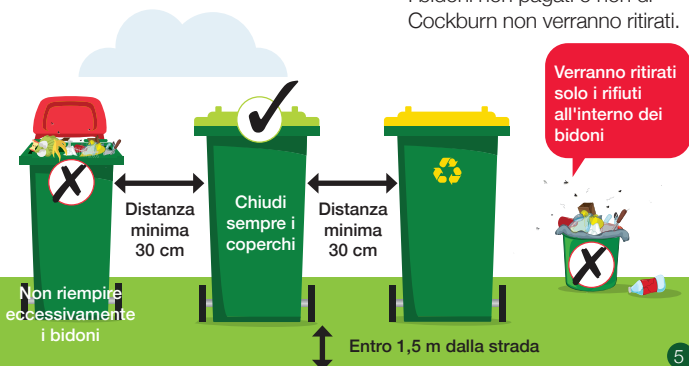 Cockburn non verranno ritirati.
Verranno ritirati
solo i rifiuti
all'interno dei
bidoni
Distanza
minima
30 cm
Chiudi
sempre i
coperchi
Distanza
minima
30 cm
Non riempire
eccessivamente
i bidoni
Entro 1,5 m dalla strada
5